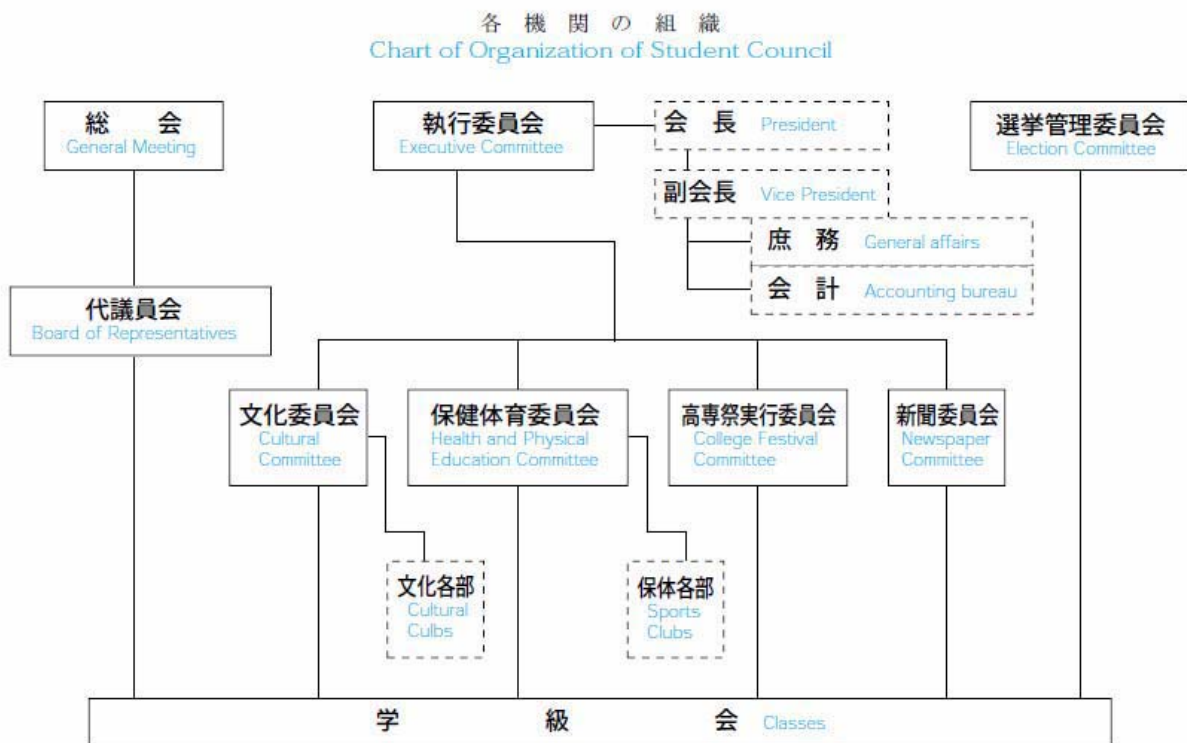 各機関の組織
Chart of Organization of Student Council
総会
General Meeting
執行委員会
Executive Committee
会長 President
選挙管理委員会
Election Committee
副会長 Vice President
庶務 General affairs
会計 Accounting bureau
代議員会
Board of Representatives
文化委員会
Cultural
Committee
保健体育委員会
Health and Physical
Education Committee
高専祭実行委員会
College Festival
Committee
新聞委員会
Newspaper
Committee
文化各部
Cultural
Culbs
保体各部
Sports
Clubs
学級会 Classes